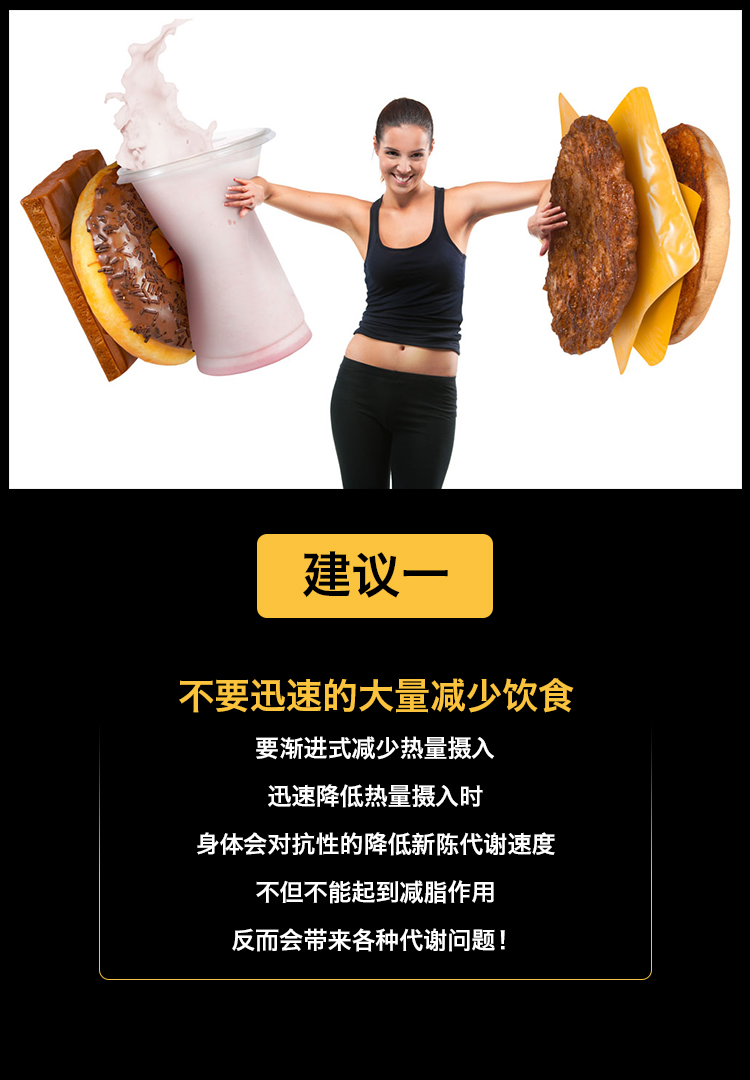 建议一
不要迅速的大量减少饮食
要渐进式减少热量摄入
迅速降低热量摄入时
身体会对抗性的降低新陈代谢速度
不但不能起到减脂作用
反而会带来各种代谢问题！